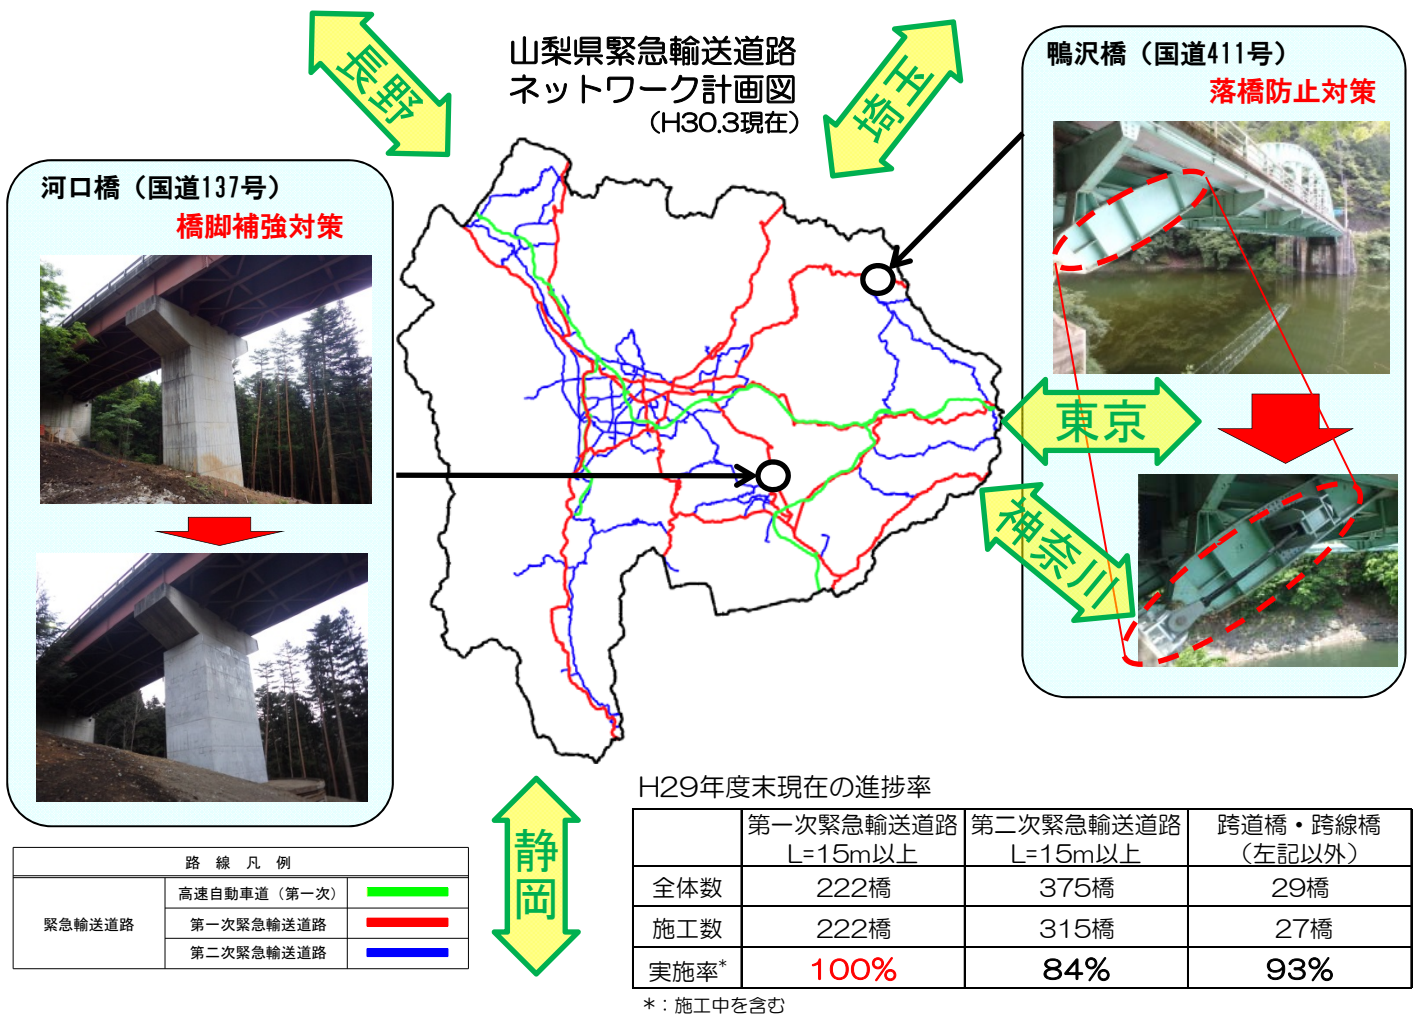 山梨県緊急輸送道路
ネットワーク計画図
（H30.3現在）
長野
埼玉
河口橋（国道137号）
橋脚補強対策
鴨沢橋（国道411号）
落橋防止対策
東京
神奈川
静岡
路 線 凡 例
緊急輸送道路
高速自動車道（第一次）
第一次緊急輸送道路
第二次緊急輸送道路
H29年度末現在の進捗率
第一次緊急輸送道路 第二次緊急輸送道路 跨道橋・跨線橋
L=15m以上 L=15m以上 （左記以外）
全体数 222橋 375橋 29橋
施工数 222橋 315橋 27橋
実施率* 100% 84% 93%
*：施工中を含む